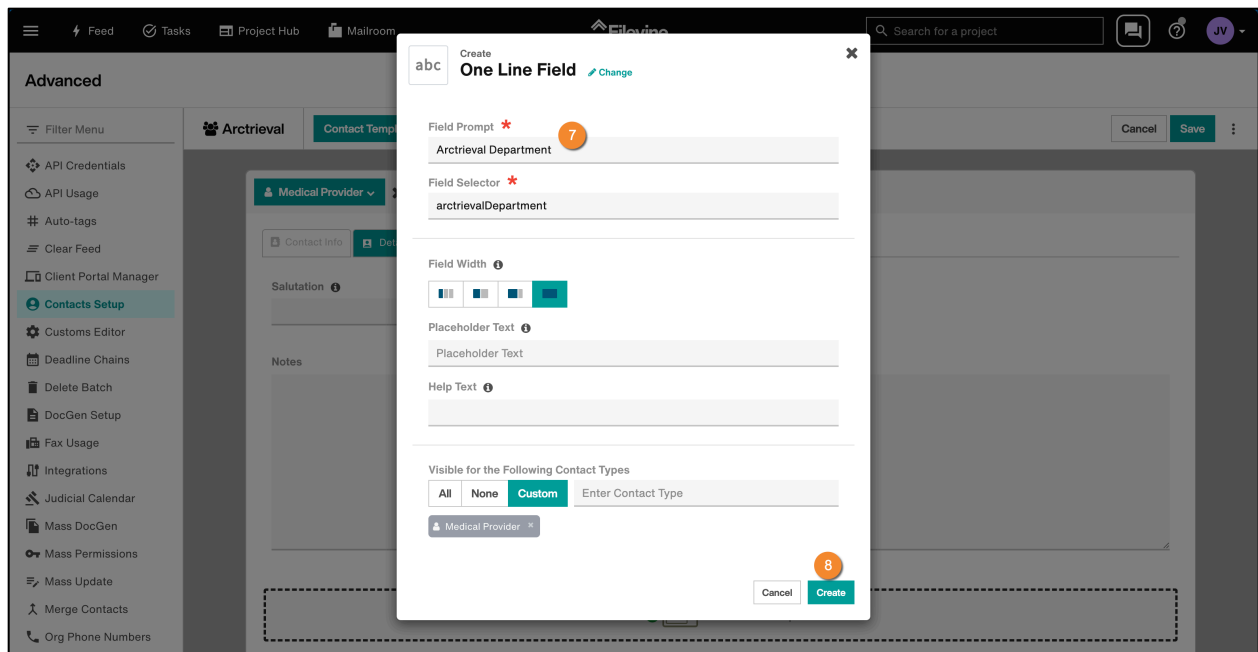 Feed
Tasks
Project Hub
Mailroom
Filevine
Search for a project
JV
Advanced
Filter Menu
API Credentials
API Usage
Auto-tags
Clear Feed
Client Portal Manager
Contacts Setup
Customs Editor
Deadline Chains
Delete Batch
DocGen Setup
Fax Usage
Integrations
Judicial Calendar
Mass DocGen
Mass Permissions
Mass Update
Merge Contacts
Org Phone Numbers
Arctrieval
Contact Templ
Cancel
Save
Medical Provider
Contact Info
Det
Salutation
Notes
abc
Create
One Line Field
Change
Field Prompt *
7
Arctrieval Department
Field Selector *
arctrievalDepartment
Field Width
Placeholder Text
Placeholder Text
Help Text
Visible for the Following Contact Types
All
None
Custom
Enter Contact Type
Medical Provider ×
8
Cancel
Create